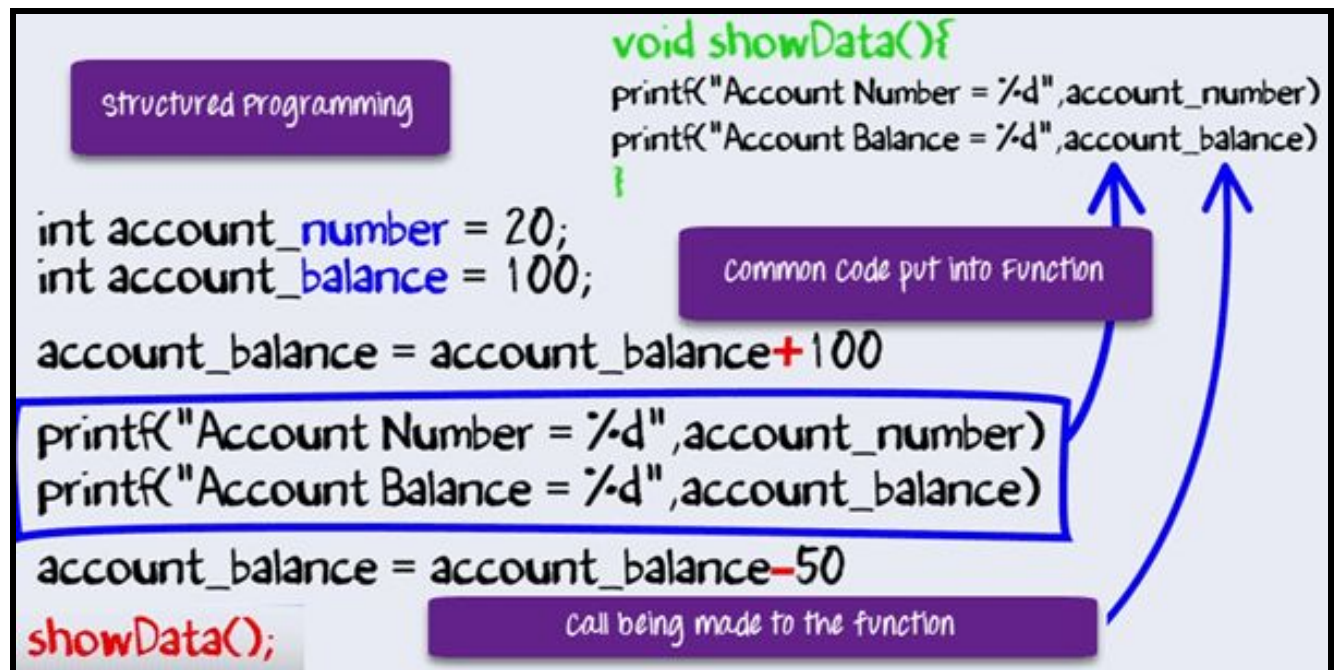 Structured Programming
void showData(){
printf("Account Number = %d",account_number)
printf("Account Balance = %d",account_balance)
}
int account_number = 20;
int account_balance = 100;
Common Code put into Function
account_balance = account_balance+100
printf("Account Number = %d",account_number)
printf("Account Balance = %d",account_balance)
account_balance = account_balance-50
Call being made to the function
showData();